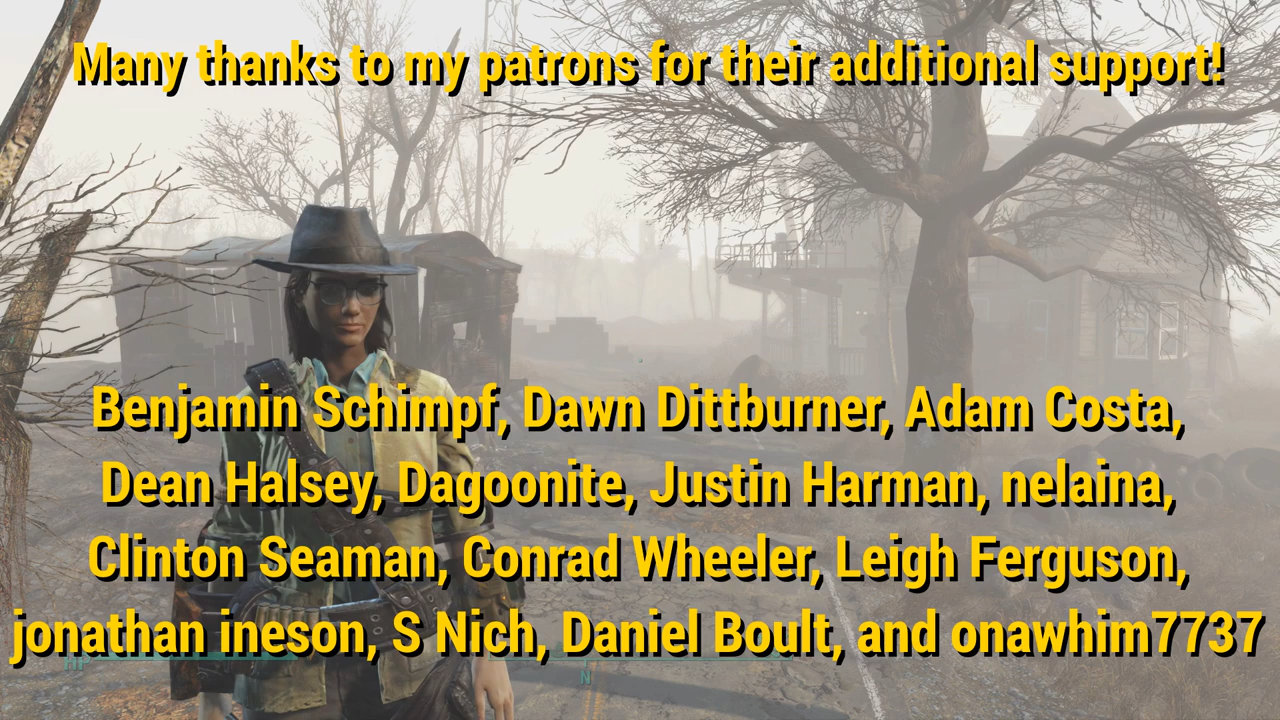 Many thanks to my patrons for their additional support!
Benjamin Schimpf, Dawn Dittburner, Adam Costa,
Dean Halsey, Dagoonite, Justin Harman, nelaina,
Clinton Seaman, Conrad Wheeler, Leigh Ferguson,
jonathan ineson, S Nich, Daniel Boult, and onawhim7737
HP
N